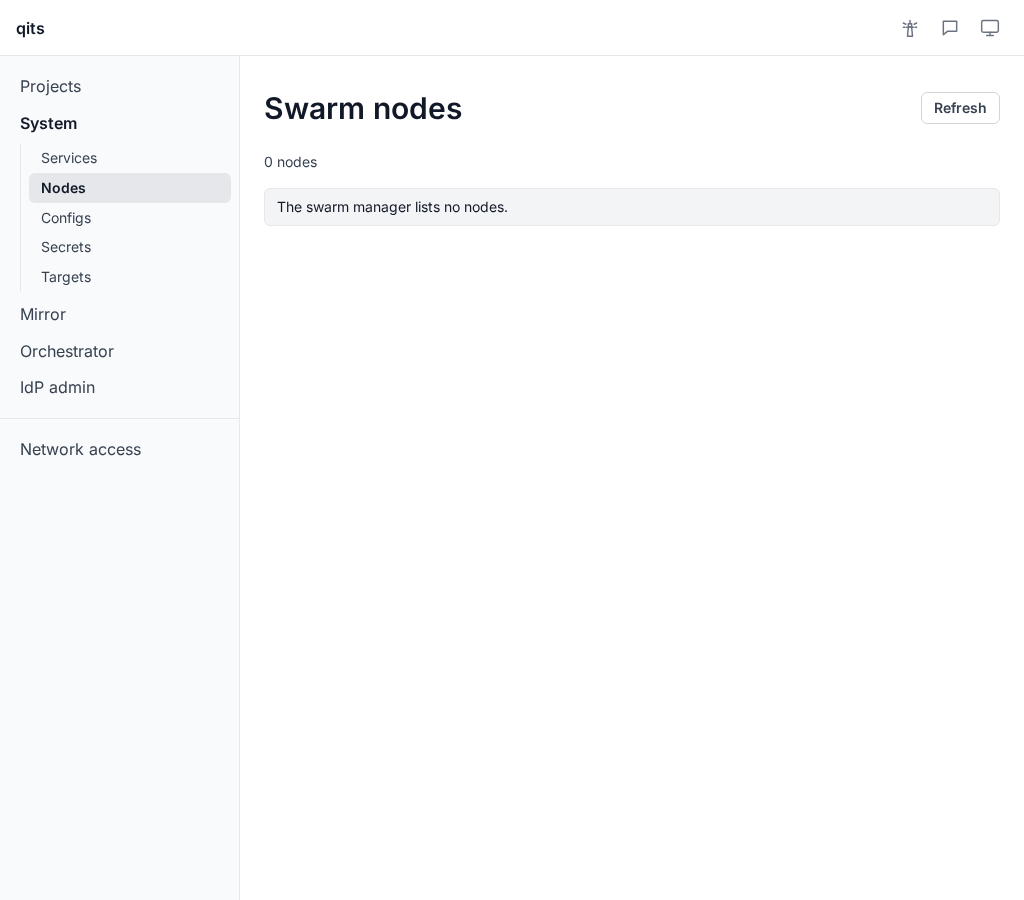 qits
Projects
System
Services
Nodes
Configs
Secrets
Targets
Mirror
Orchestrator
IdP admin
Network access
Swarm nodes
Refresh
0 nodes
The swarm manager lists no nodes.